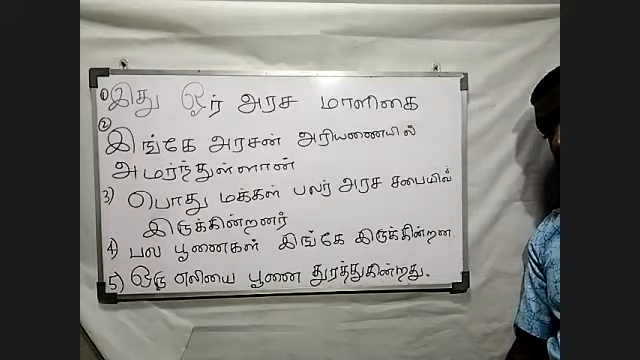 ① இது ஓர் அரச மாளிகை
② இங்கே அரசன் அரியணையில்
அமர்ந்துள்ளான்
3) பொது மக்கள் பலர் அரச சபையில்
இருக்கின்றனர்
4) பல பூனைகள் இங்கே இருக்கின்றன
5) ஒரு எலியை பூனை துரத்துகின்றது.